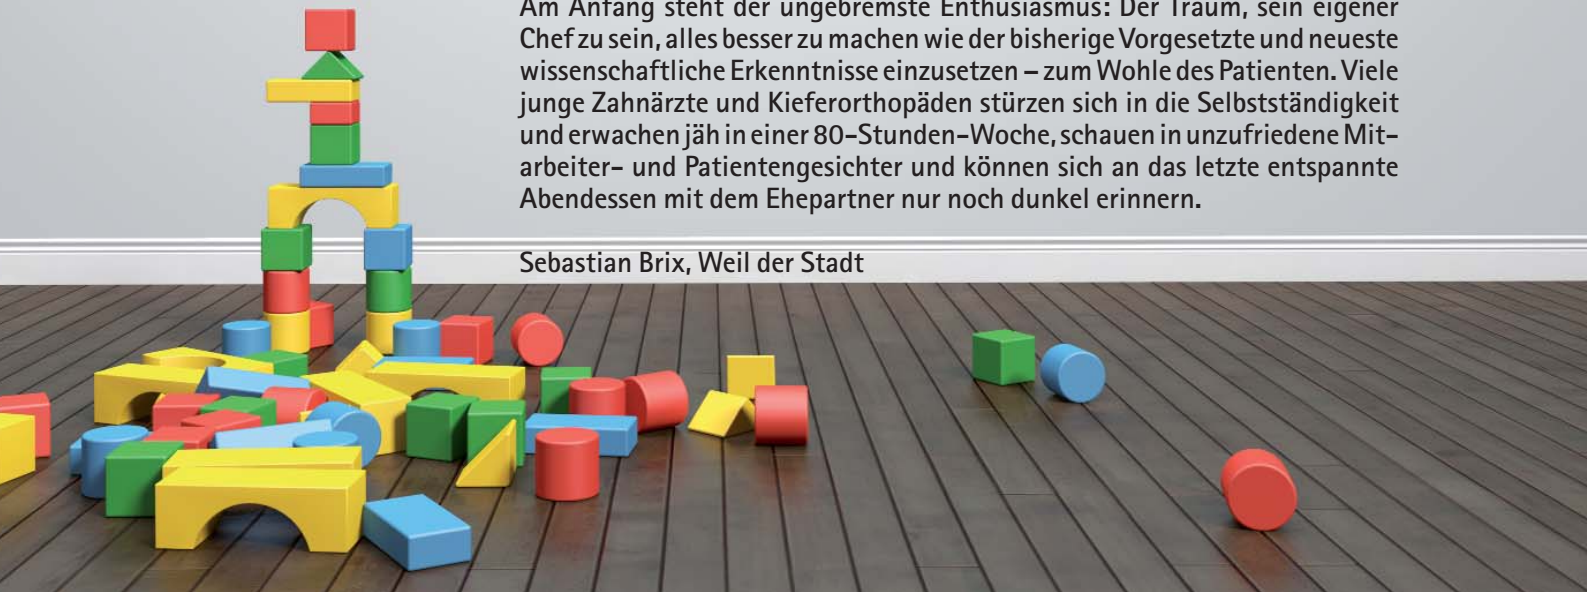 Am Anfang steht der ungebremste Enthusiasmus: Der Traum, sein eigener
Chef zu sein, alles besser zu machen wie der bisherige Vorgesetzte und neueste
wissenschaftliche Erkenntnisse einzusetzen – zum Wohle des Patienten. Viele
junge Zahnärzte und Kieferorthopäden stürzen sich in die Selbstständigkeit
und erwachen jäh in einer 80-Stunden-Woche, schauen in unzufriedene Mit-
arbeiter- und Patientengesichter und können sich an das letzte entspannte
Abendessen mit dem Ehepartner nur noch dunkel erinnern.
Sebastian Brix, Weil der Stadt